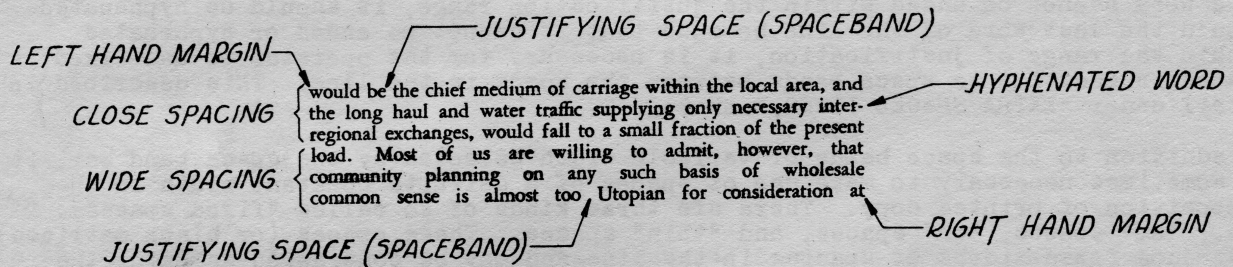 JUSTIFYING SPACE (SPACEBAND)
LEFT HAND MARGIN
HYPHENATED WORD
CLOSE SPACING
would be the chief medium of carriage within the local area, and
the long haul and water traffic supplying only necessary inter-
regional exchanges, would fall to a small fraction of the present
load. Most of us are willing to admit, however, that
community planning on any such basis of wholesale
common sense is almost too Utopian for consideration at
WIDE SPACING
RIGHT HAND MARGIN
JUSTIFYING SPACE (SPACEBAND)